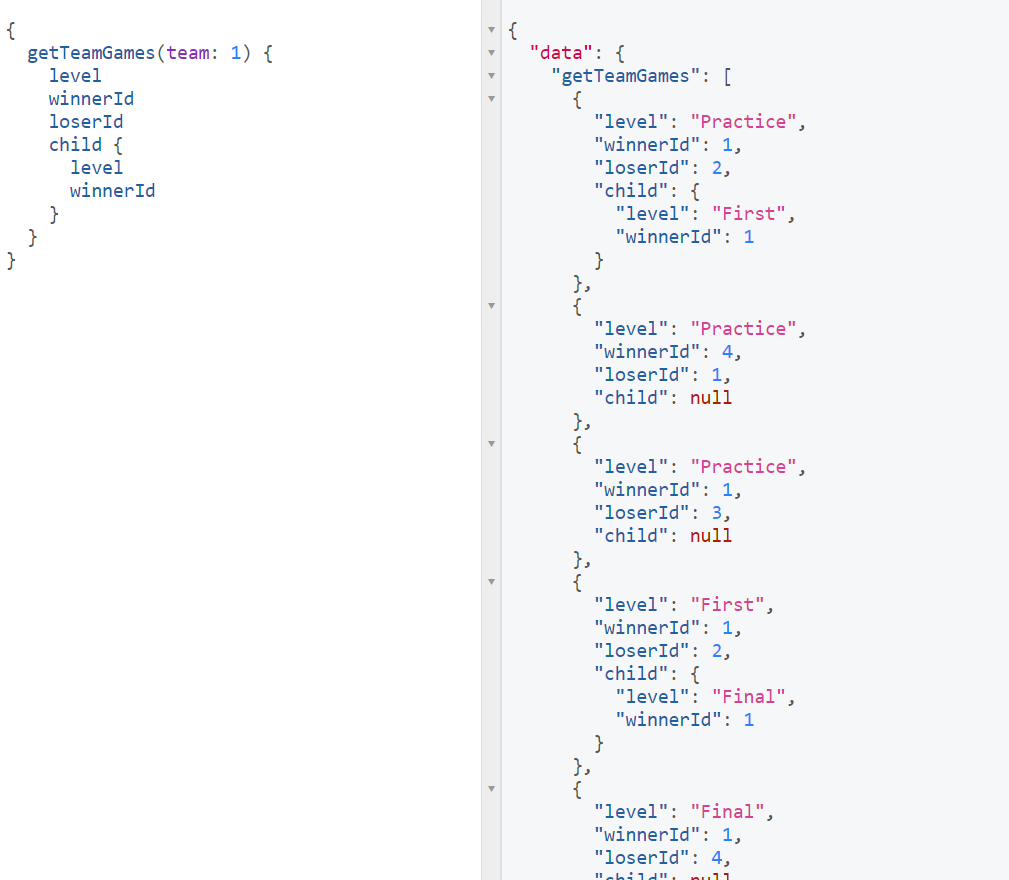 {
  getTeamGames(team: 1) {
    level
    winnerId
    loserId
    child {
      level
      winnerId
    }
  }
}
{
  "data": {
    "getTeamGames": [
      {
        "level": "Practice",
        "winnerId": 1,
        "loserId": 2,
        "child": {
          "level": "First",
          "winnerId": 1
        }
      },
      {
        "level": "Practice",
        "winnerId": 4,
        "loserId": 1,
        "child": null
      },
      {
        "level": "Practice",
        "winnerId": 1,
        "loserId": 3,
        "child": null
      },
      {
        "level": "First",
        "winnerId": 1,
        "loserId": 2,
        "child": {
          "level": "Final",
          "winnerId": 1
        }
      },
      {
        "level": "Final",
        "winnerId": 1,
        "loserId": 4,
        "child": null